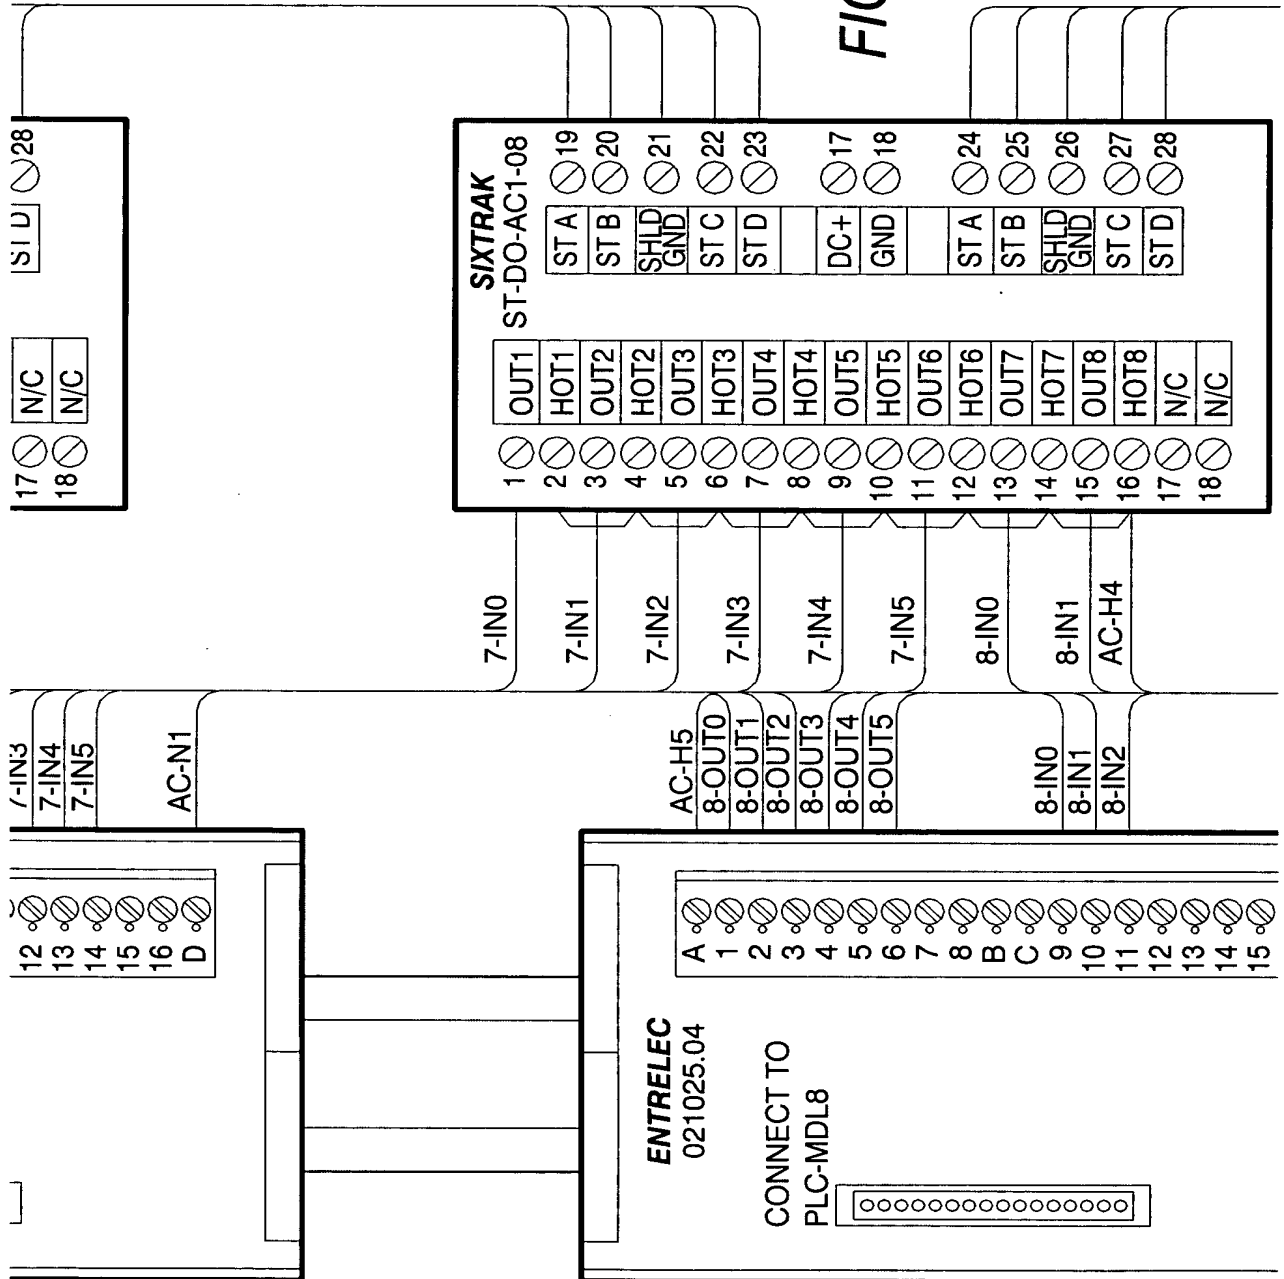 FIG
ST D
28
N/C
N/C
17
18
SIXTRAK
ST-DO-AC1-08
19
20
21
22
23
17
18
24
25
26
27
28
ST A
ST B
SHLD
GND
ST C
ST D
DC+
GND
ST A
ST B
SHLD
GND
ST C
ST D
OUT1
HOT1
OUT2
HOT2
OUT3
HOT3
OUT4
HOT4
OUT5
HOT5
OUT6
HOT6
OUT7
HOT7
OUT8
HOT8
N/C
N/C
1
2
3
4
5
6
7
8
9
10
11
12
13
14
15
16
17
18
7-IN0
7-IN1
7-IN2
7-IN3
7-IN4
7-IN5
8-IN0
8-IN1
AC-H4
7-IN3
7-IN4
7-IN5
AC-N1
AC-H5
8-OUT0
8-OUT1
8-OUT2
8-OUT3
8-OUT4
8-OUT5
8-IN0
8-IN1
8-IN2
12
13
14
15
16
D
A
1
2
3
4
5
6
7
8
B
C
9
10
11
12
13
14
15
ENTRELEC
021025.04
CONNECT TO
PLC-MDL8